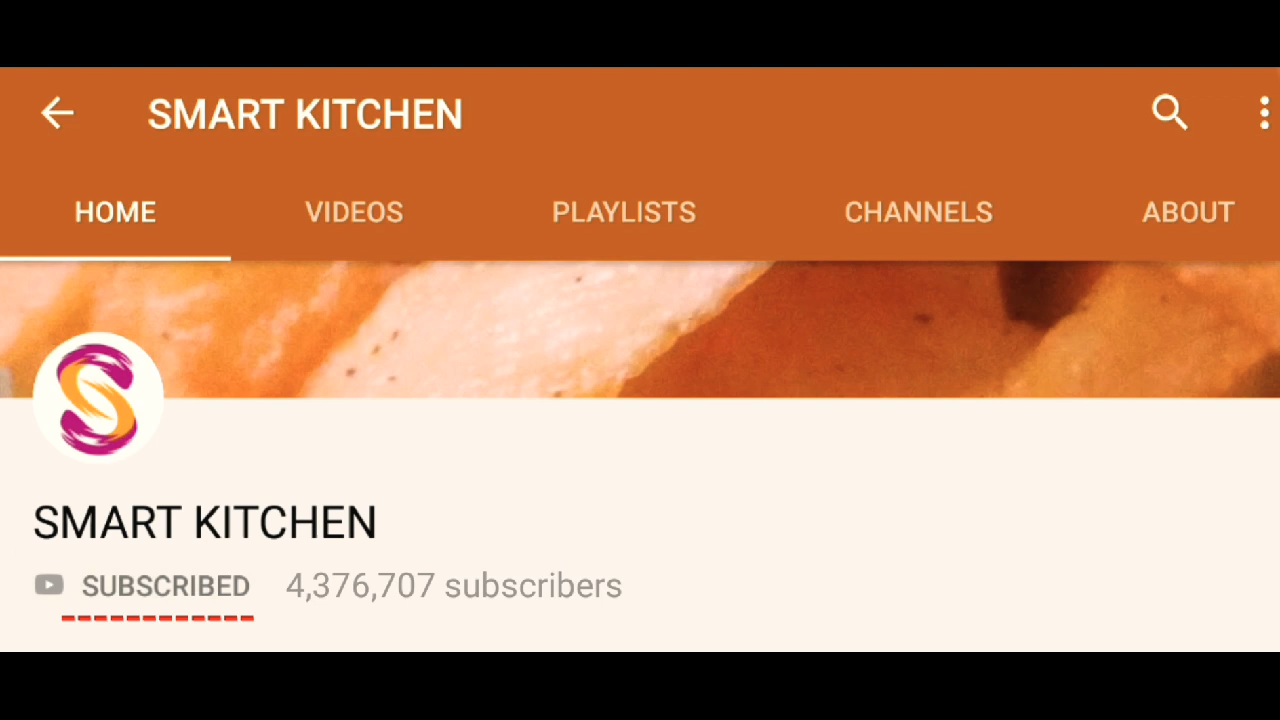 SMART KITCHEN
HOME VIDEOS PLAYLISTS CHANNELS ABOUT
S
SMART KITCHEN
SUBSCRIBED 4,376,707 subscribers